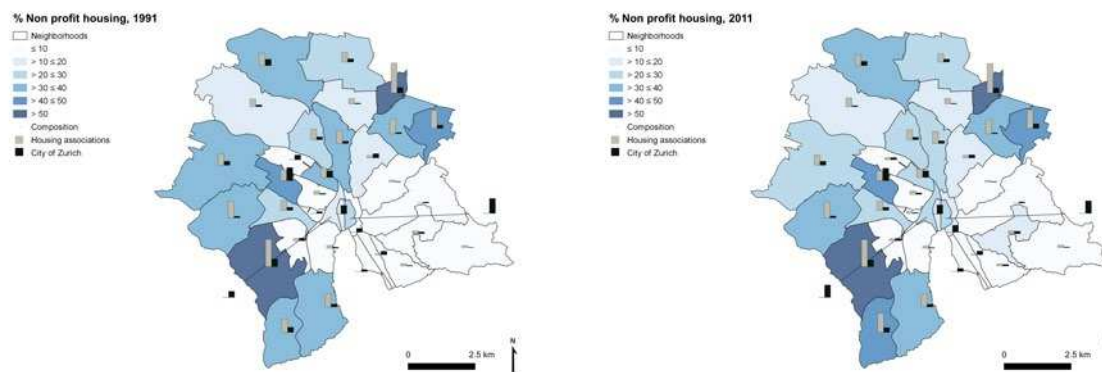 % Non profit housing, 1991
Neighborhoods
≤ 10
> 10 ≤ 20
> 20 ≤ 30
> 30 ≤ 40
> 40 ≤ 50
> 50
Composition
Housing associations
City of Zurich
0 2.5 km
N
% Non profit housing, 2011
Neighborhoods
≤ 10
> 10 ≤ 20
> 20 ≤ 30
> 30 ≤ 40
> 40 ≤ 50
> 50
Composition
Housing associations
City of Zurich
0 2.5 km